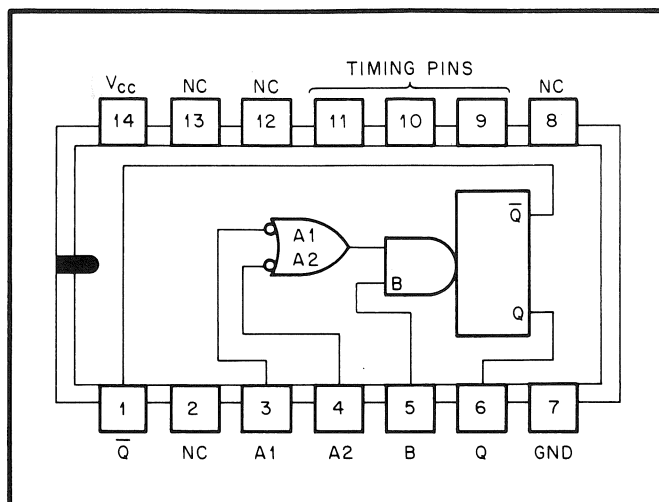 TIMING PINS
VCC NC NC NC
14 13 12 11 10 9 8
Q̅
A1
A2
B
Q
1 2 3 4 5 6 7
Q̅ NC A1 A2 B Q GND